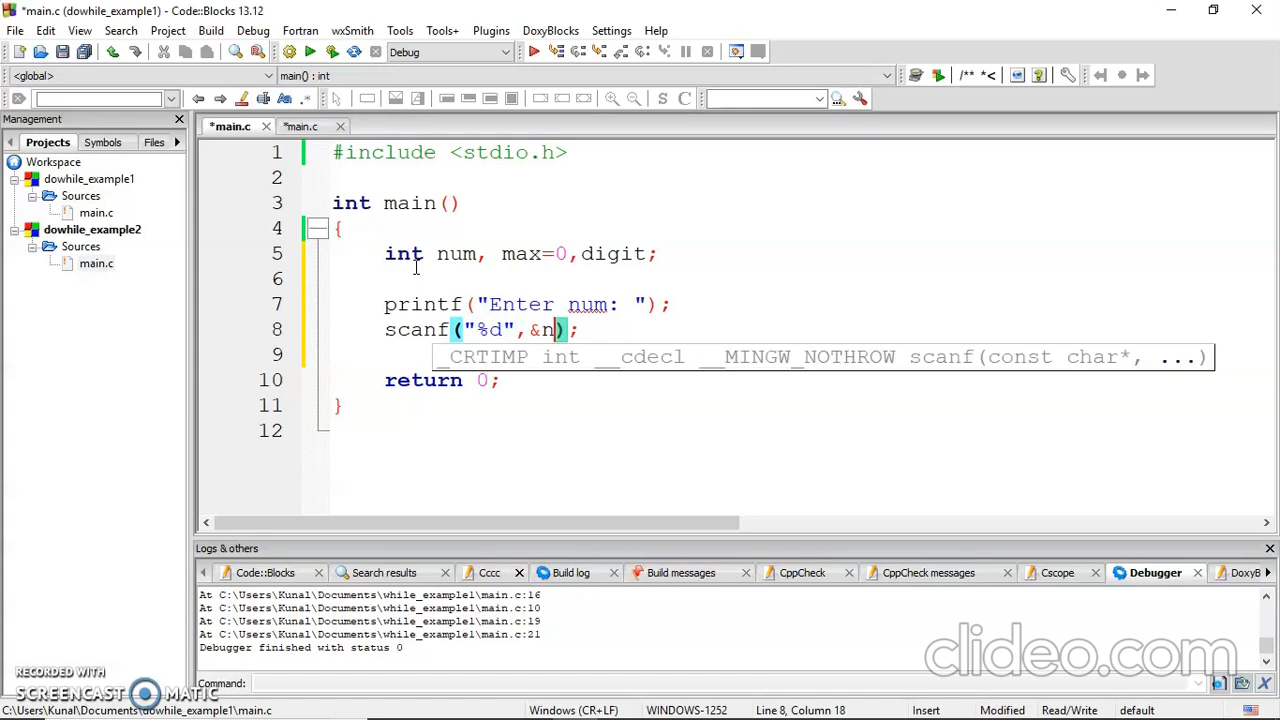 *main.c (dowhile_example1) - Code::Blocks 13.12
File Edit View Search Project Build Debug Fortran wxSmith Tools Tools+ Plugins DoxyBlocks Settings Help
Debug
<global> main() : int
/** *<
S C
Management
Projects Symbols Files
*main.c *main.c
Workspace
dowhile_example1
Sources
main.c
dowhile_example2
Sources
main.c
1 #include <stdio.h>
2
3 int main()
4 {
5 int num, max=0,digit;
6
7 printf("Enter num: ");
8 scanf("%d",&n);
_CRTIMP int __cdecl __MINGW_NOTHROW scanf(const char*, ...)
9
10 return 0;
11 }
12
Logs & others
Code::Blocks Search results Cccc Build log Build messages CppCheck CppCheck messages Cscope Debugger DoxyB
At C:\Users\Kunal\Documents\while_example1\main.c:16
At C:\Users\Kunal\Documents\while_example1\main.c:10
At C:\Users\Kunal\Documents\while_example1\main.c:19
At C:\Users\Kunal\Documents\while_example1\main.c:21
Debugger finished with status 0
clideo.com
Command:
RECORDED WITH
SCREENCAST MATIC
C:\Users\Kunal\Documents\dowhile_example1\main.c Windows (CR+LF) WINDOWS-1252 Line 8, Column 18 Insert Modified Read/Write default